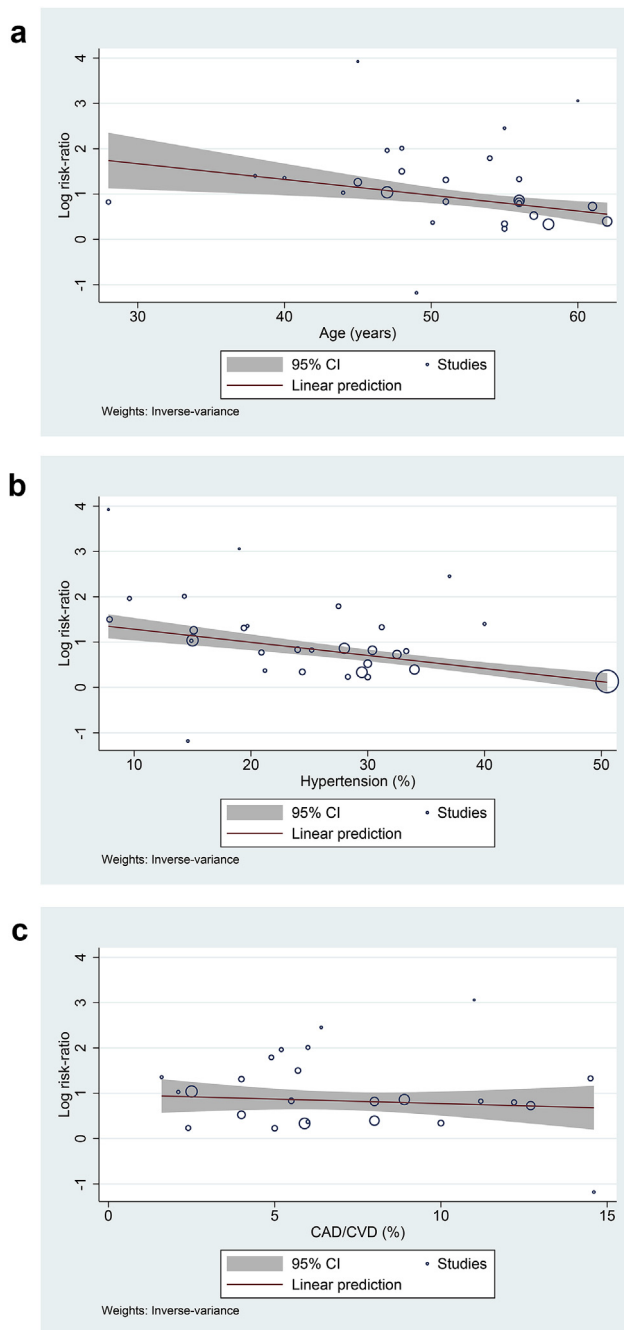 a
Log risk-ratio
4
3
2
1
0
-1
30 40 50 60
Age (years)
95% CI Studies
Linear prediction
Weights: Inverse-variance
b
Log risk-ratio
4
3
2
1
0
-1
10 20 30 40 50
Hypertension (%)
95% CI Studies
Linear prediction
Weights: Inverse-variance
c
Log risk-ratio
4
3
2
1
0
-1
0 5 10 15
CAD/CVD (%)
95% CI Studies
Linear prediction
Weights: Inverse-variance